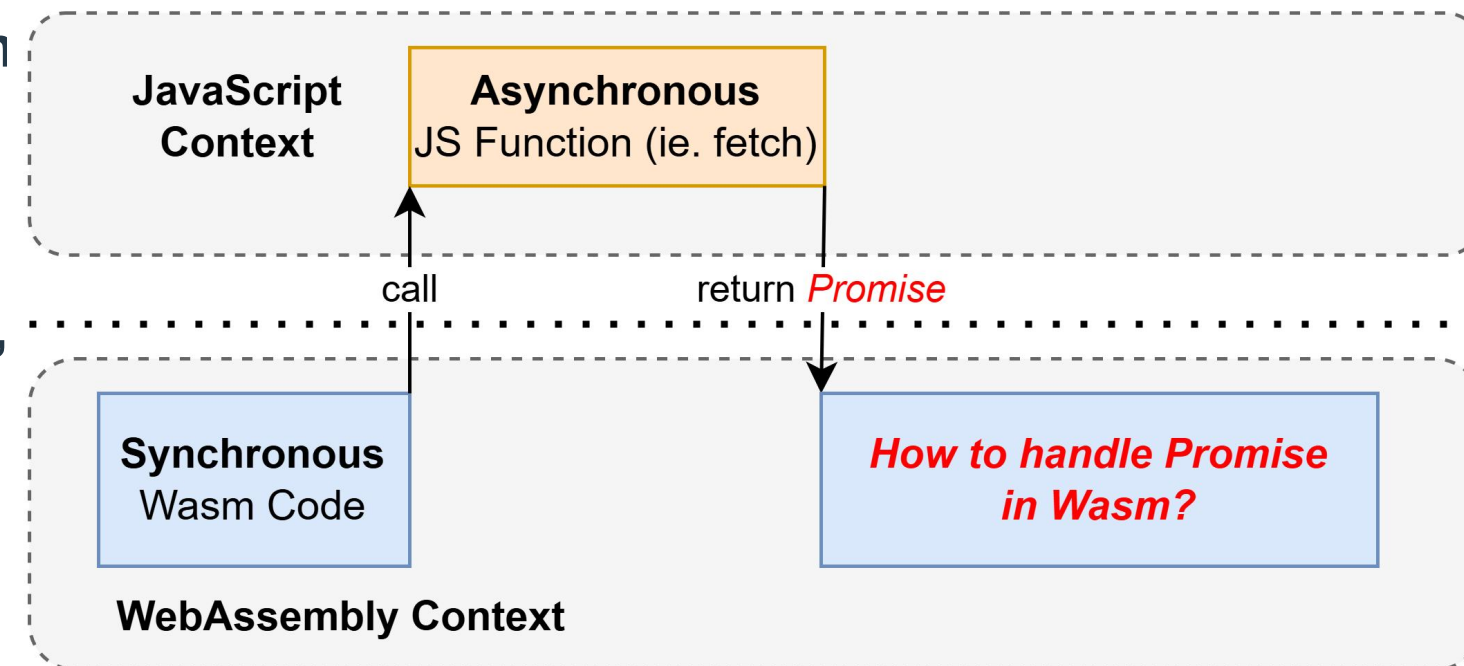 JavaScript
Context
Asynchronous
JS Function (ie. fetch)
call
return Promise
Synchronous
Wasm Code
How to handle Promise
in Wasm?
WebAssembly Context